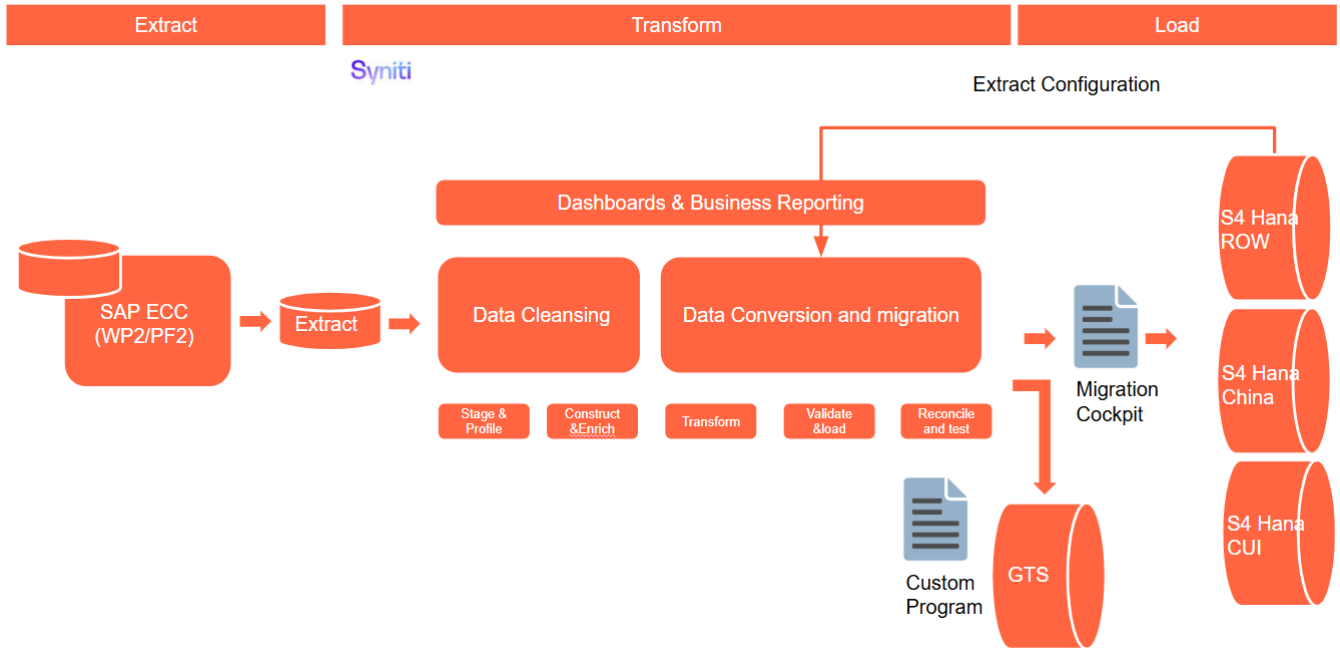 Extract
Transform
Load
Syniti
Extract Configuration
Dashboards & Business Reporting
SAP ECC
(WP2/PF2)
Extract
Data Cleansing
Data Conversion and migration
Stage &
Profile
Construct
&Enrich
Transform
Validate
&load
Reconcile
and test
Migration
Cockpit
Custom
Program
GTS
S4 Hana
ROW
S4 Hana
China
S4 Hana
CUI